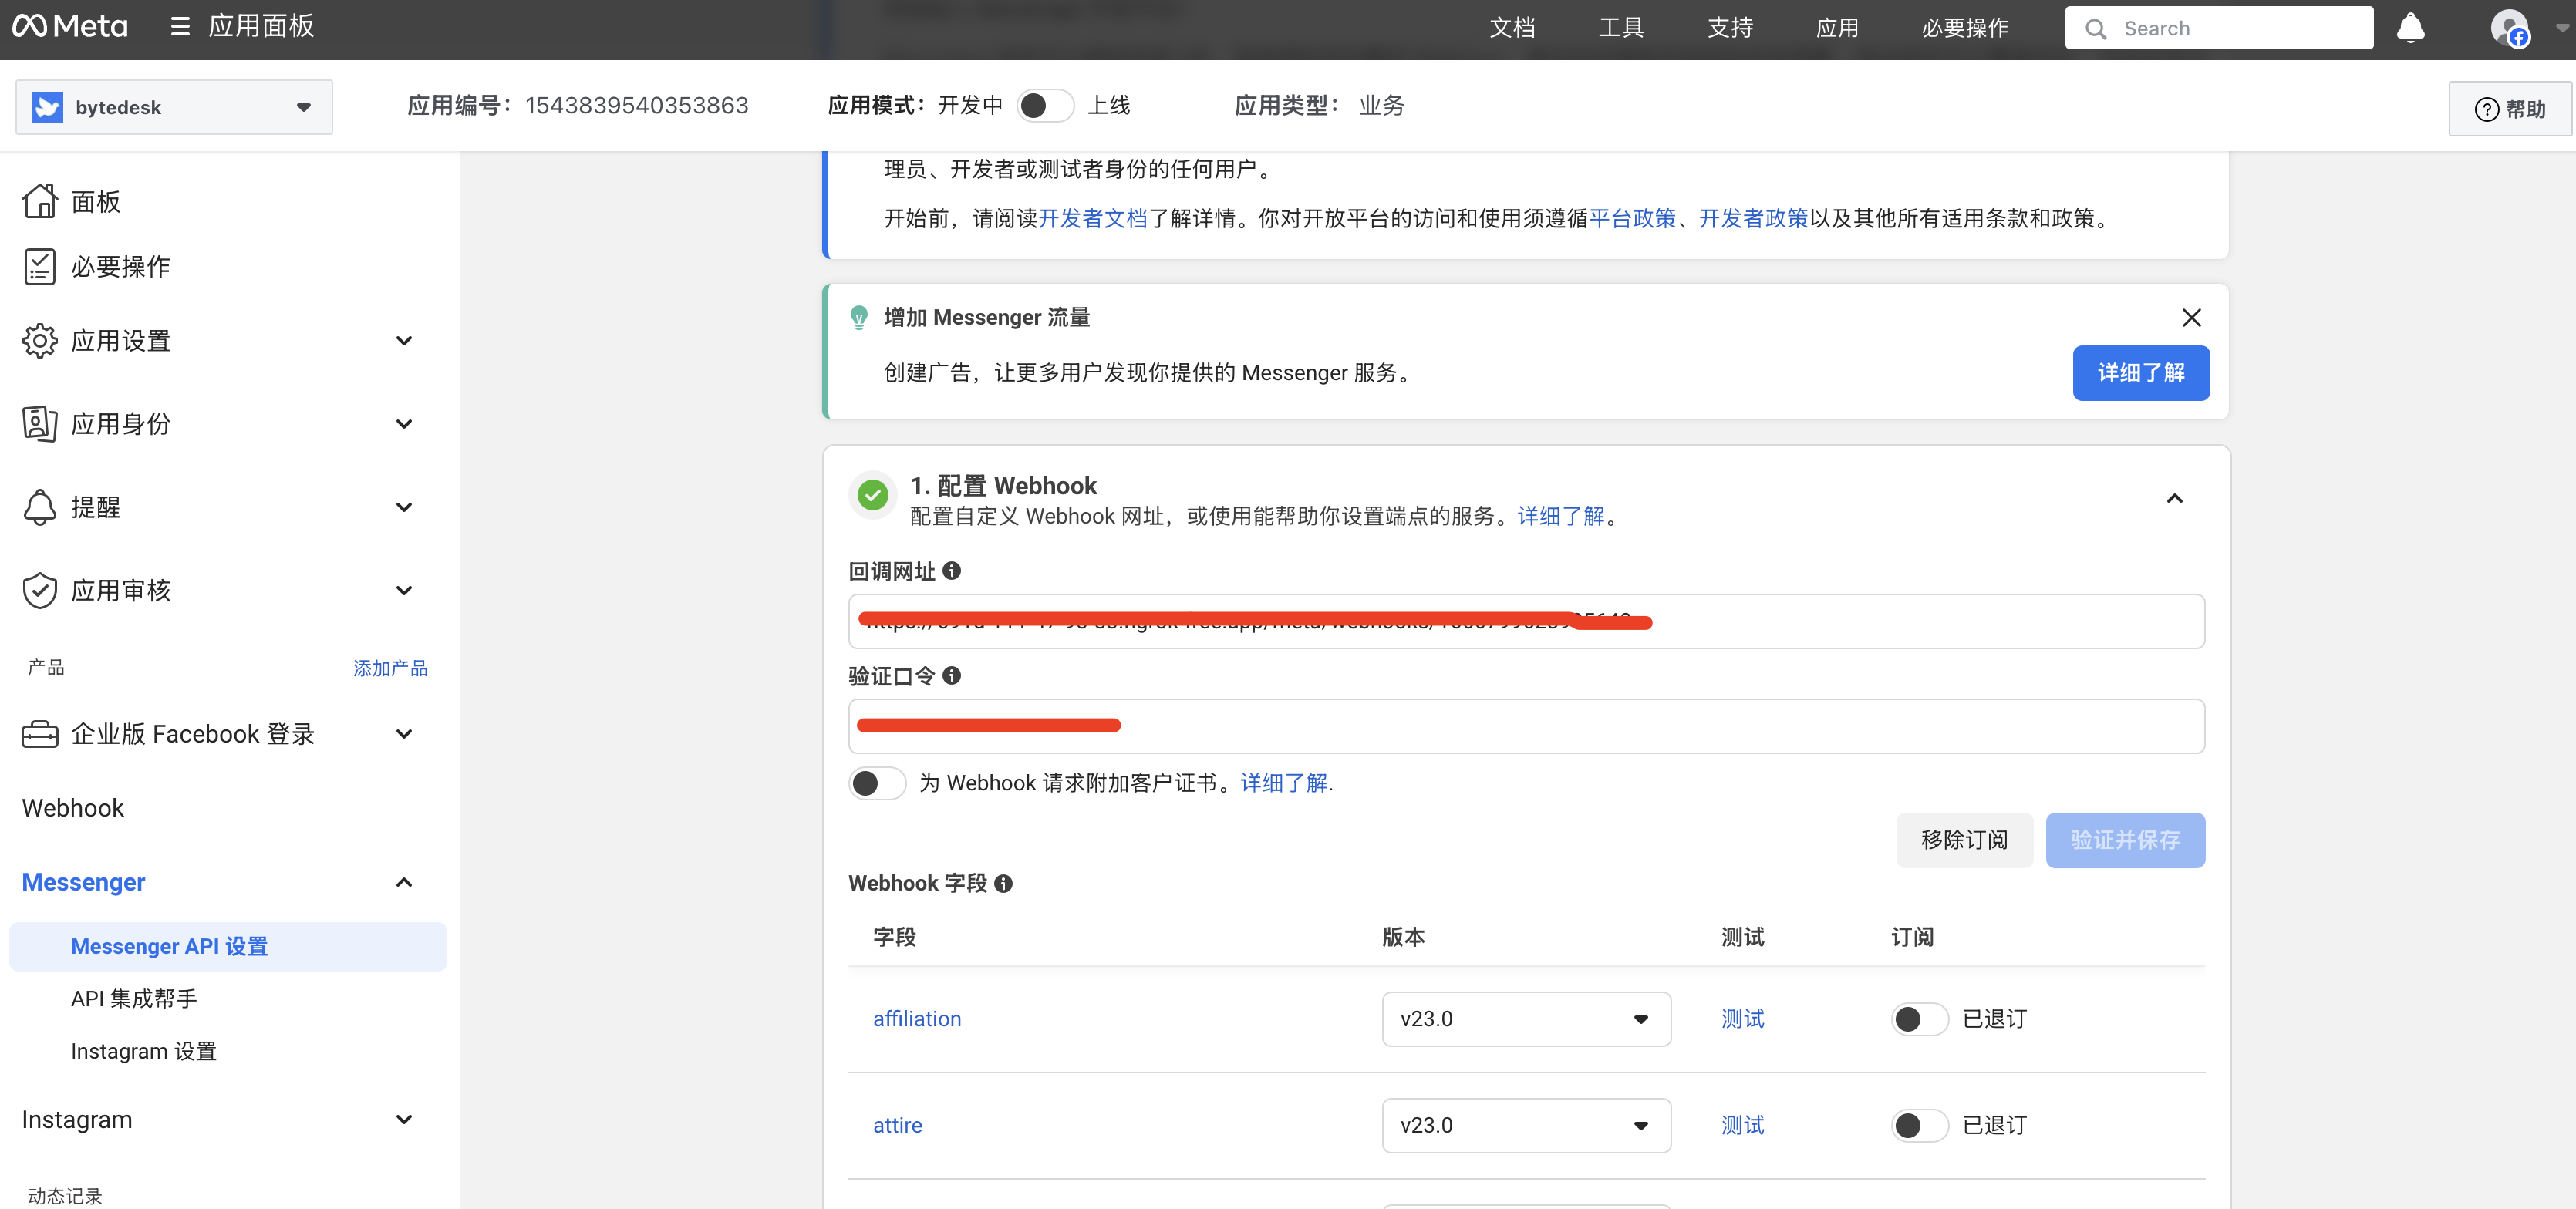 Meta
应用面板
文档
工具
支持
应用
必要操作
Search
bytedesk
应用编号：1543839540353863
应用模式：开发中
上线
应用类型： 业务
帮助
面板
必要操作
应用设置
应用身份
提醒
应用审核
产品
添加产品
企业版 Facebook 登录
Webhook
Messenger
Messenger API 设置
API 集成帮手
Instagram 设置
Instagram
动态记录
理员、开发者或测试者身份的任何用户。
开始前，请阅读开发者文档了解详情。你对开放平台的访问和使用须遵循平台政策、开发者政策以及其他所有适用条款和政策。
增加 Messenger 流量
创建广告，让更多用户发现你提供的 Messenger 服务。
详细了解
1. 配置 Webhook
配置自定义 Webhook 网址，或使用能帮助你设置端点的服务。详细了解。
回调网址
验证口令
为 Webhook 请求附加客户证书。详细了解.
移除订阅
验证并保存
Webhook 字段
字段
版本
测试
订阅
affiliation
v23.0
测试
已退订
attire
v23.0
测试
已退订